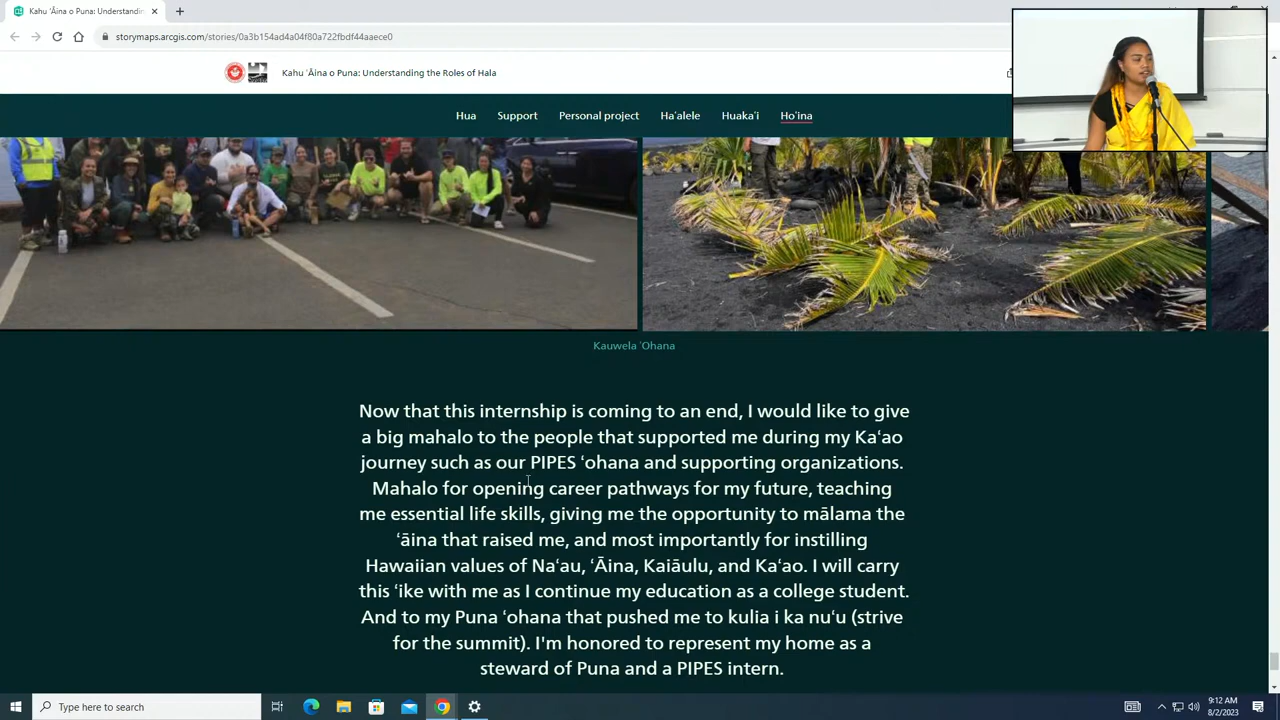 Kahu ʻĀina o Puna: Understandin
storymaps.arcgis.com/stories/0a3b154ad4a04f80a722fbdf44aaece0
Kahu ʻĀina o Puna: Understanding the Roles of Hala
Hua Support Personal project Haʻalele Huakaʻi Hoʻina
Kauwela ʻOhana
Now that this internship is coming to an end, I would like to give
a big mahalo to the people that supported me during my Kaʻao
journey such as our PIPES ʻohana and supporting organizations.
Mahalo for opening career pathways for my future, teaching
me essential life skills, giving me the opportunity to mālama the
ʻāina that raised me, and most importantly for instilling
Hawaiian values of Naʻau, ʻĀina, Kaiāulu, and Kaʻao. I will carry
this ʻike with me as I continue my education as a college student.
And to my Puna ʻohana that pushed me to kulia i ka nuʻu (strive
for the summit). I'm honored to represent my home as a
steward of Puna and a PIPES intern.
Type here to search
9:12 AM
8/2/2023